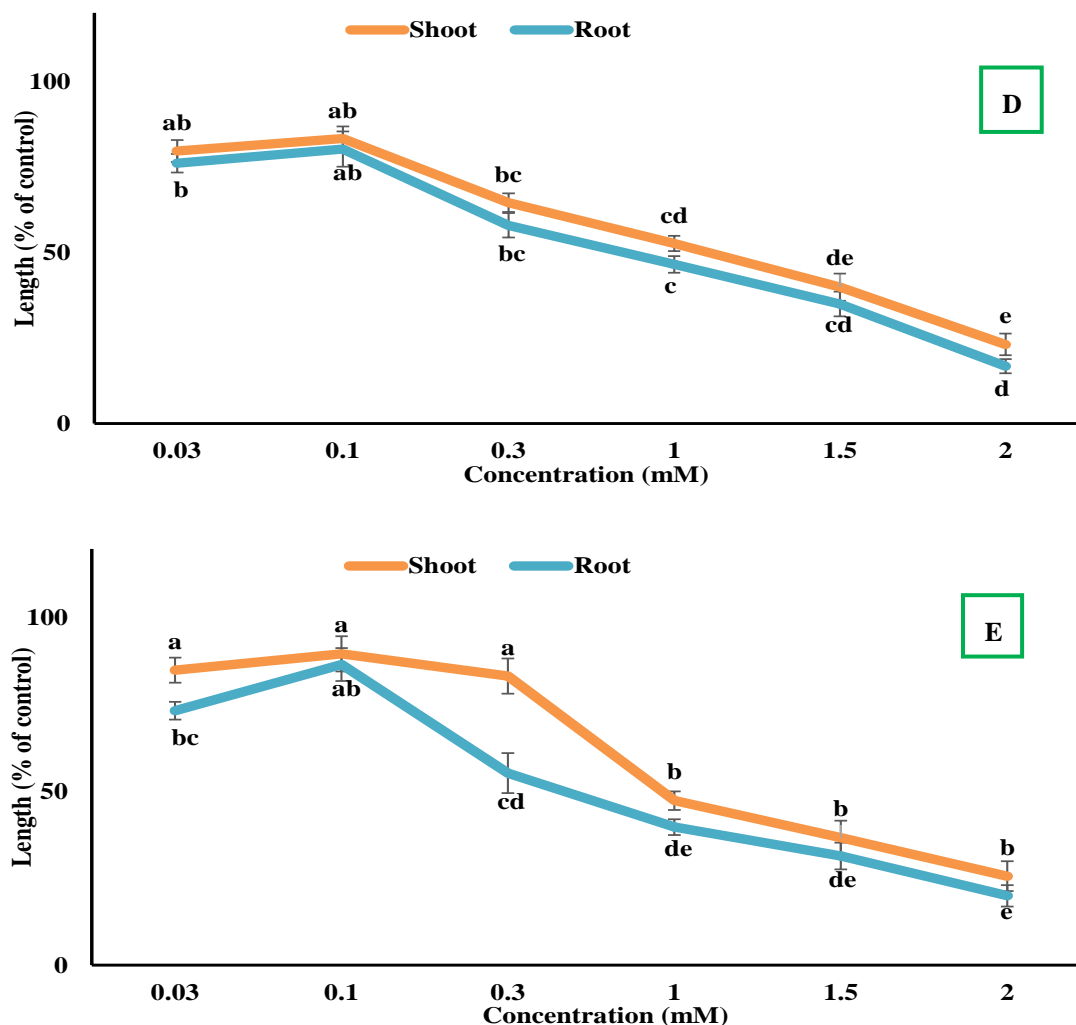 Shoot Root
D
100
50
0
Length (% of control)
ab ab bc cd de e
b ab bc c cd d
0.03 0.1 0.3 1 1.5 2
Concentration (mM)
Shoot Root
E
100
50
0
Length (% of control)
a a a b b b
bc ab cd de de e
0.03 0.1 0.3 1 1.5 2
Concentration (mM)